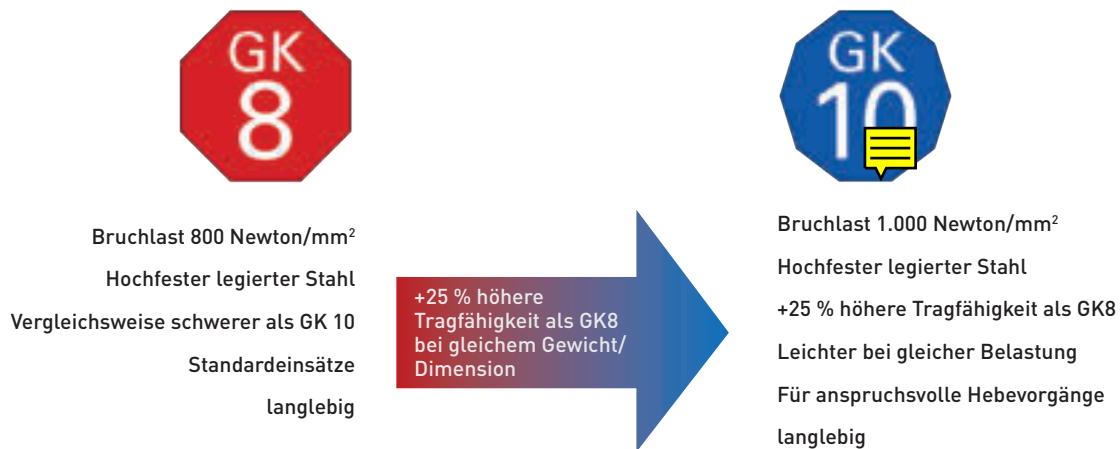 GK
8
Bruchlast 800 Newton/mm²
Hochfester legierter Stahl
Vergleichsweise schwerer als GK 10
Standardeinsätze
langlebig
+25 % höhere
Tragfähigkeit als GK8
bei gleichem Gewicht/
Dimension
GK
10
Bruchlast 1.000 Newton/mm²
Hochfester legierter Stahl
+25 % höhere Tragfähigkeit als GK8
Leichter bei gleicher Belastung
Für anspruchsvolle Hebevorgänge
langlebig